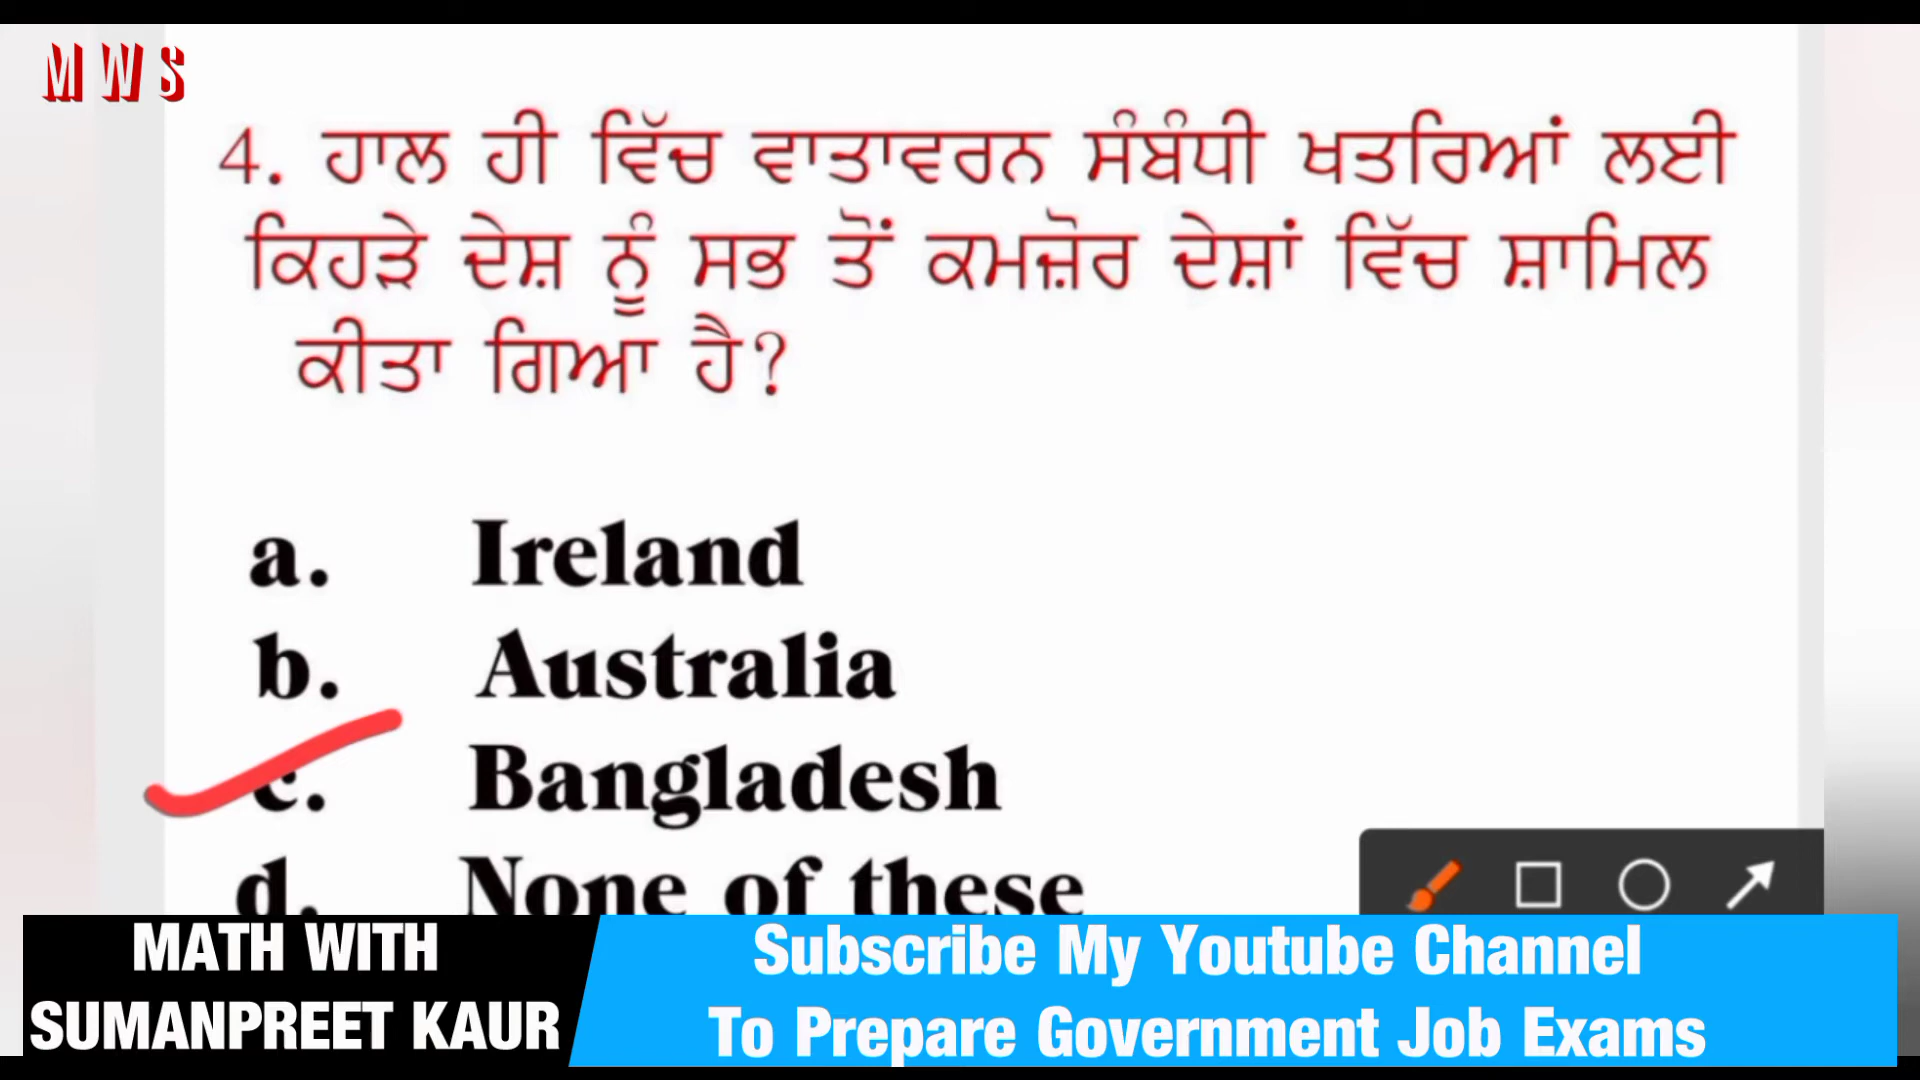 MWS
4. ਹਾਲ ਹੀ ਵਿੱਚ ਵਾਤਾਵਰਨ ਸੰਬੰਧੀ ਖਤਰਿਆਂ ਲਈ
ਕਿਹੜੇ ਦੇਸ਼ ਨੂੰ ਸਭ ਤੋਂ ਕਮਜ਼ੋਰ ਦੇਸ਼ਾਂ ਵਿੱਚ ਸ਼ਾਮਿਲ
ਕੀਤਾ ਗਿਆ ਹੈ?
a. Ireland
b. Australia
c. Bangladesh
d. None of these
MATH WITH
SUMANPREET KAUR
Subscribe My Youtube Channel
To Prepare Government Job Exams